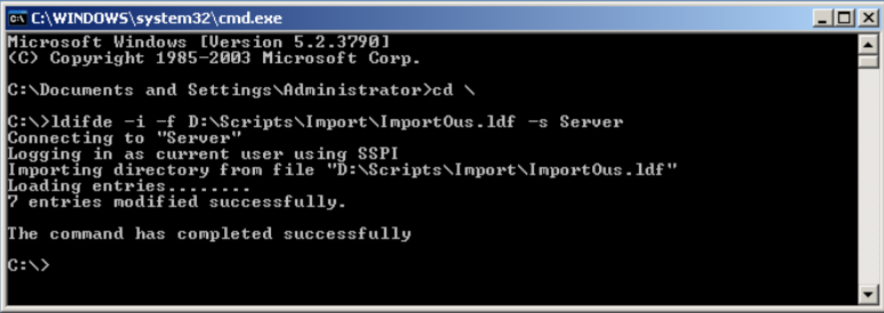 C:\WINDOWS\system32\cmd.exe
Microsoft Windows [Version 5.2.3790]
(C) Copyright 1985-2003 Microsoft Corp.
C:\Documents and Settings\Administrator>cd \
C:\>ldifde -i -f D:\Scripts\Import\ImportOus.ldf -s Server
Connecting to "Server"
Logging in as current user using SSPI
Importing directory from file "D:\Scripts\Import\ImportOus.ldf"
Loading entries........
7 entries modified successfully.
The command has completed successfully
C:\>